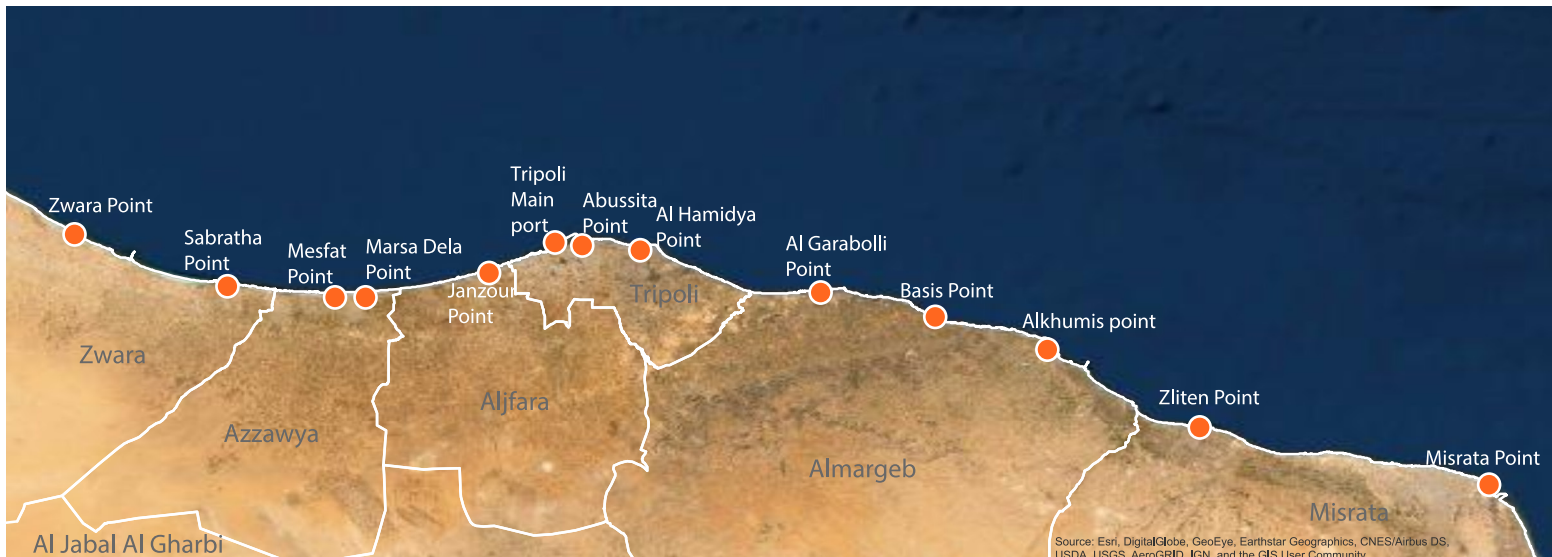 Zwara Point
Sabratha
Point
Mesfat
Point
Marsa Dela
Point
Janzour
Point
Tripoli
Main
port
Abussita
Point
Al Hamidya
Point
Al Garabolli
Point
Basis Point
Alkhumis point
Zliten Point
Misrata Point
Zwara
Azzawya
Aljfara
Tripoli
Almargeb
Misrata
Al Jabal Al Gharbi
Source: Esri, DigitalGlobe, GeoEye, Earthstar Geographics, CNES/Airbus DS,
USDA, USGS, AeroGRID, IGN, and the GIS User Community